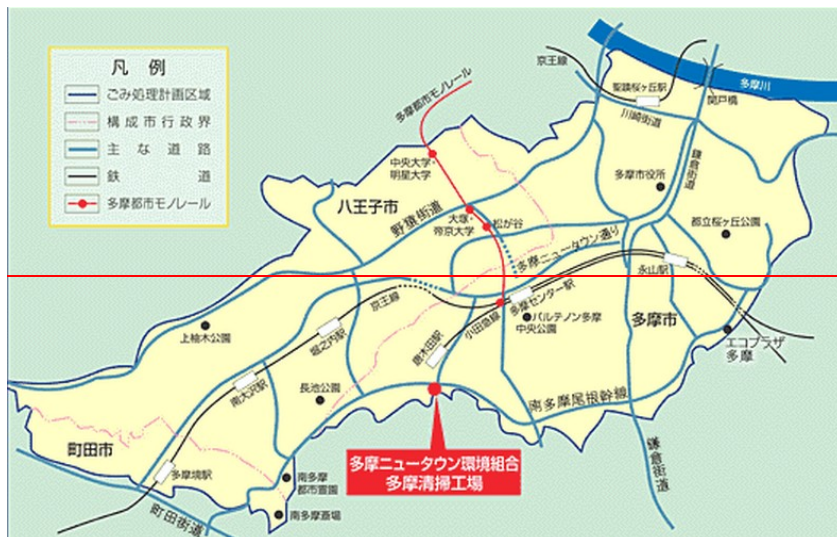 凡例
ごみ処理計画区域
構成市行政界
主な道路
鉄道
多摩都市モノレール
京王線
聖蹟桜ヶ丘駅
多摩川
関戸橋
川崎街道
多摩都市モノレール
中央大学・
明星大学
多摩市役所
鎌倉街道
八王子市
野猿街道
大塚・
帝京大学
松が谷
都立桜ヶ丘公園
多摩ニュータウン通り
永山駅
京王線
多摩センター駅
小田急線
上柚木公園
堀之内駅
パルテノン多摩
中央公園
多摩市
エコプラザ
多摩
唐木田駅
南大沢駅
長池公園
南多摩尾根幹線
町田市
多摩ニュータウン環境組合
多摩清掃工場
鎌倉街道
多摩境駅
南多摩
都市霊園
南多摩斎場
町田街道